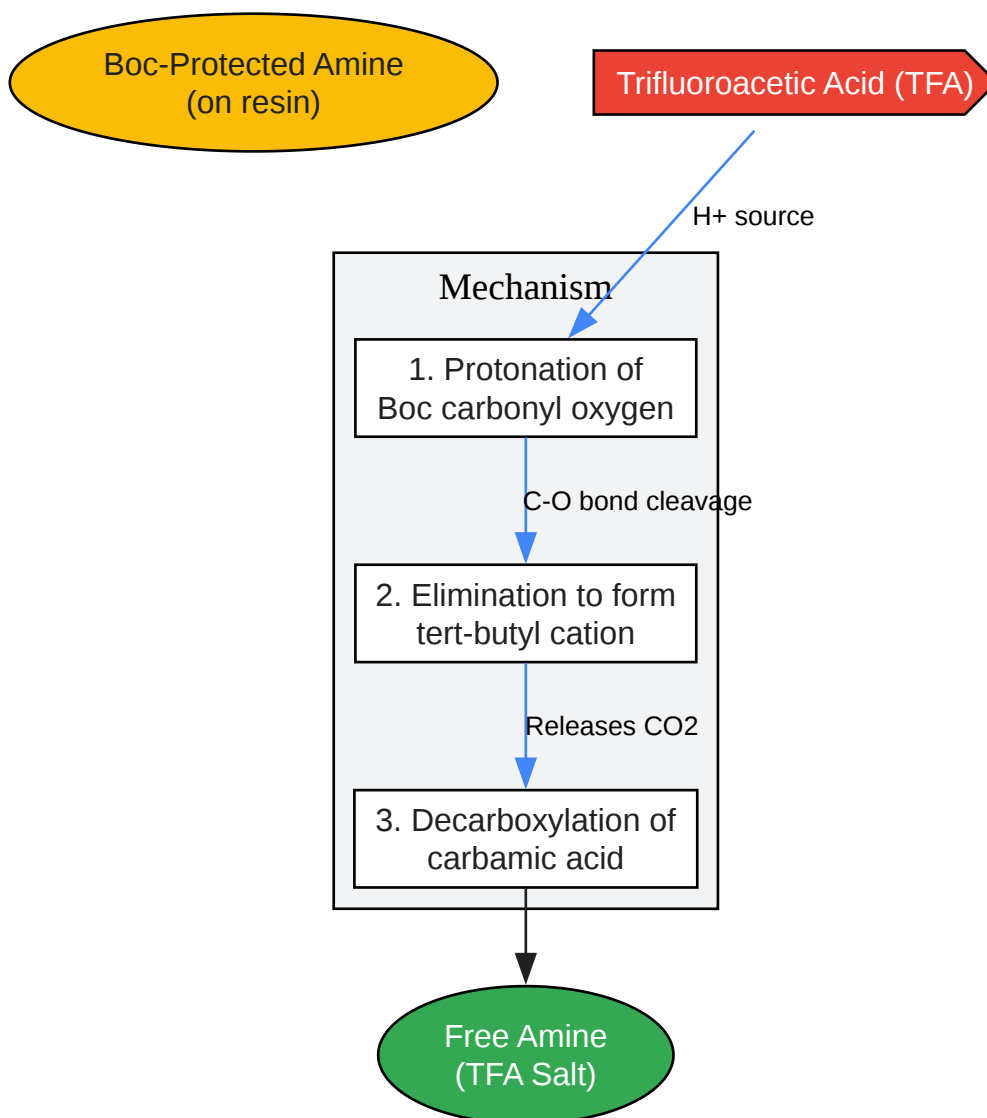 Boc-Protected Amine
(on resin)
Trifluoroacetic Acid (TFA)
H+ source
Mechanism
1. Protonation of
Boc carbonyl oxygen
C-O bond cleavage
2. Elimination to form
tert-butyl cation
Releases CO2
3. Decarboxylation of
carbamic acid
Free Amine
(TFA Salt)